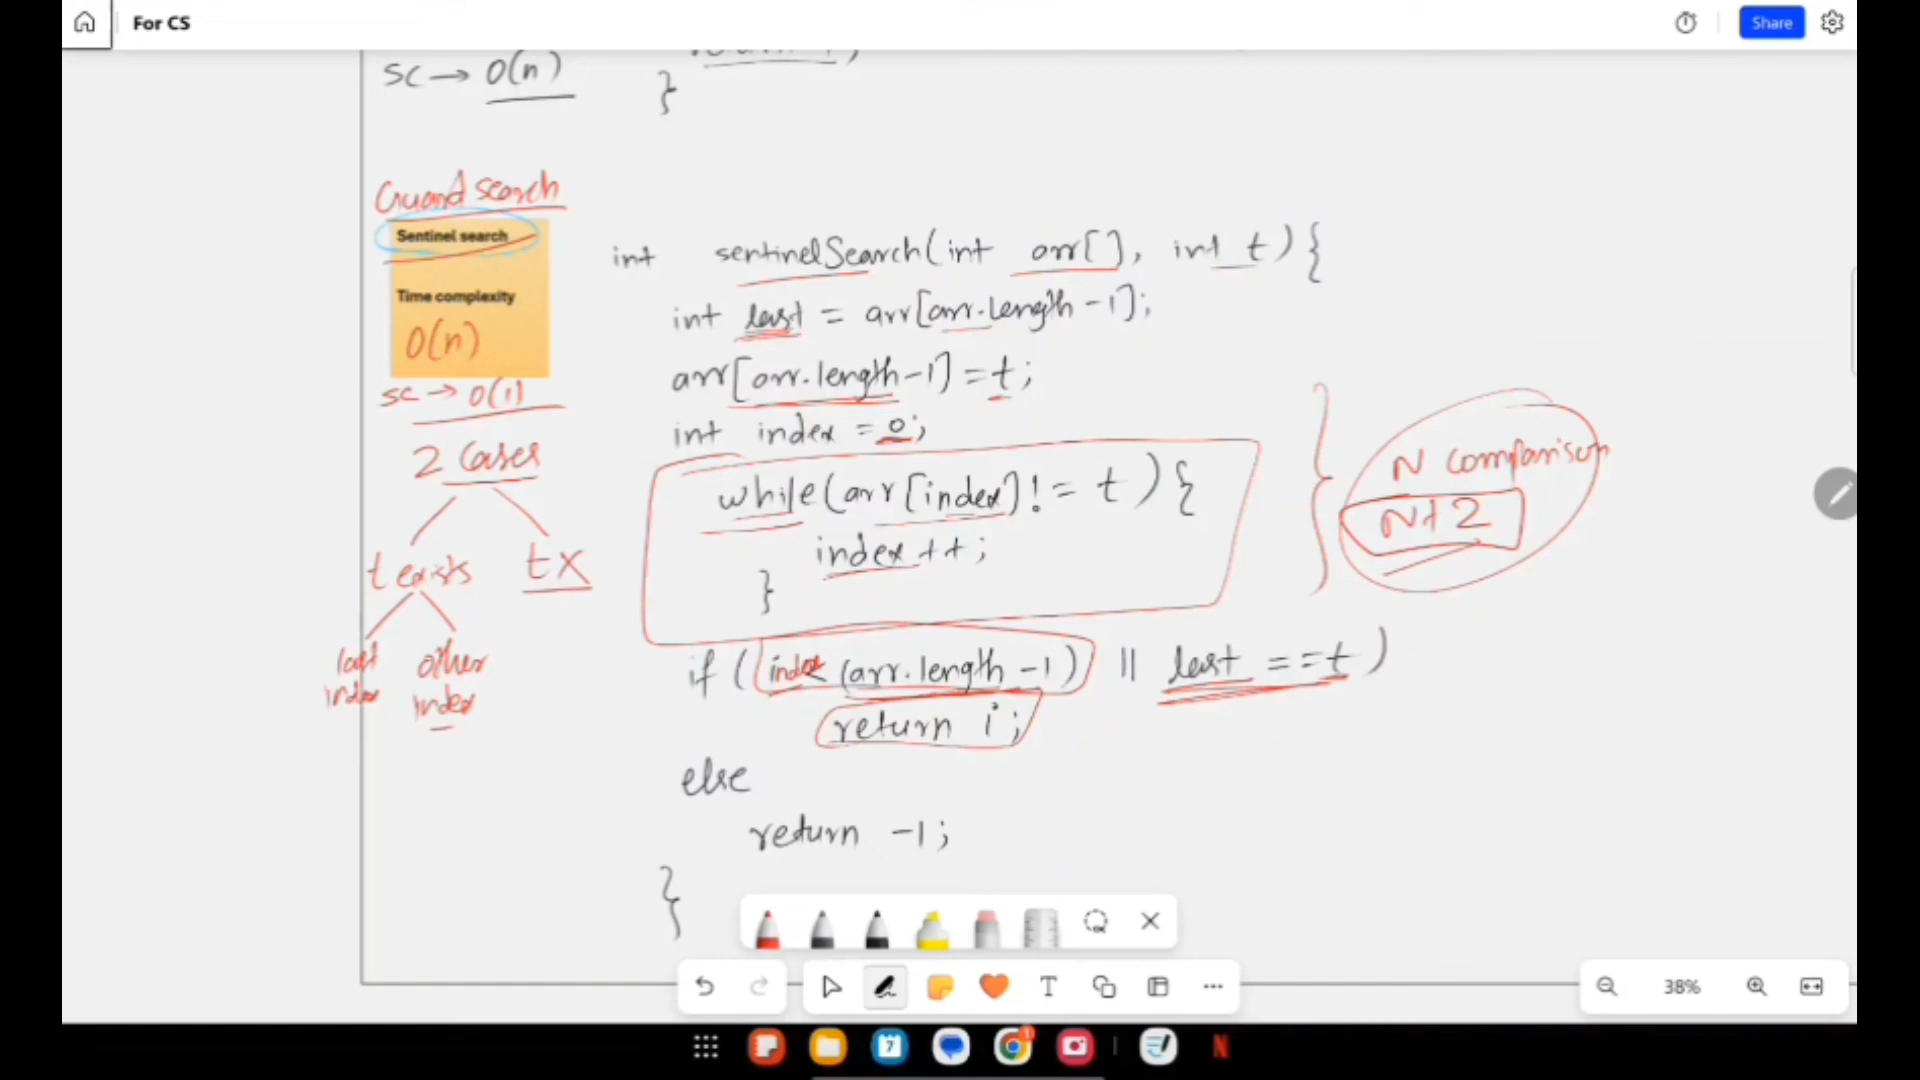 For CS
Share
sc → O(n)
}
Guard search
Sentinel search
Time complexity
O(n)
sc → O(1)
2 Cases
t exists
tx
last index
other index
int sentinelSearch(int arr[], int t){
int last = arr[arr.length-1];
arr[arr.length-1] = t;
int index = 0;
while(arr[index] != t){
index++;
}
if (index < (arr.length-1) || last == t)
return i;
else
return -1;
}
N comparison
N+2
38%